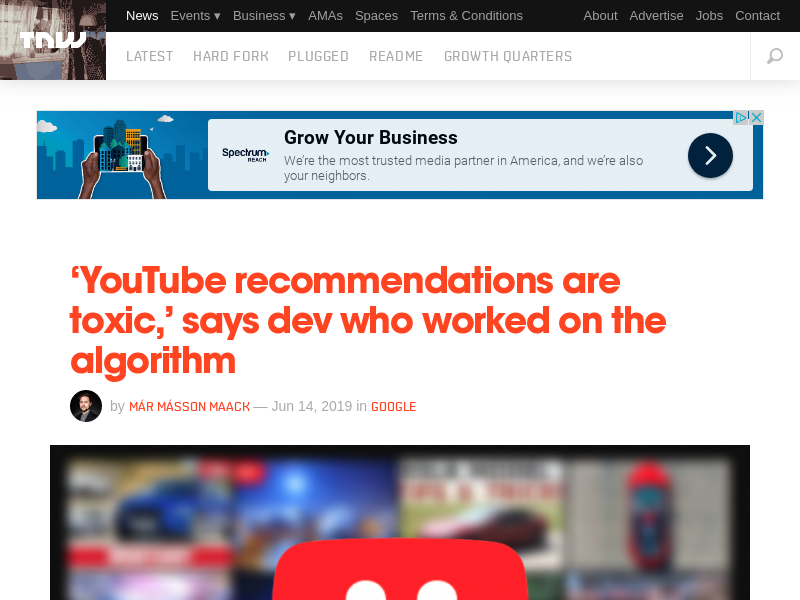 News Events ▾ Business ▾ AMAs Spaces Terms & Conditions About Advertise Jobs Contact
TNW
LATEST HARD FORK PLUGGED README GROWTH QUARTERS
Grow Your Business
Spectrum
REACH
We're the most trusted media partner in America, and we're also
your neighbors.
‘YouTube recommendations are
toxic,’ says dev who worked on the
algorithm
by MÁR MÁSSON MAACK — Jun 14, 2019 in GOOGLE